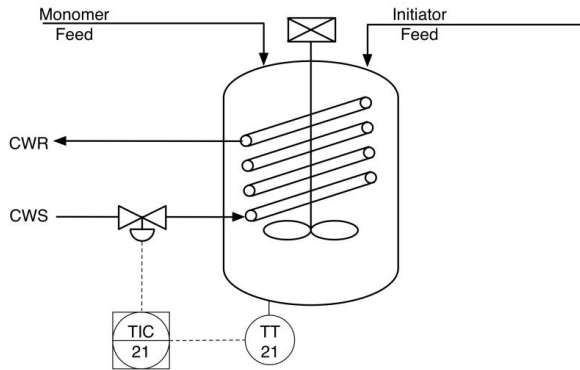 Monomer
Feed
Initiator
Feed
CWR
CWS
TIC
21
TT
21